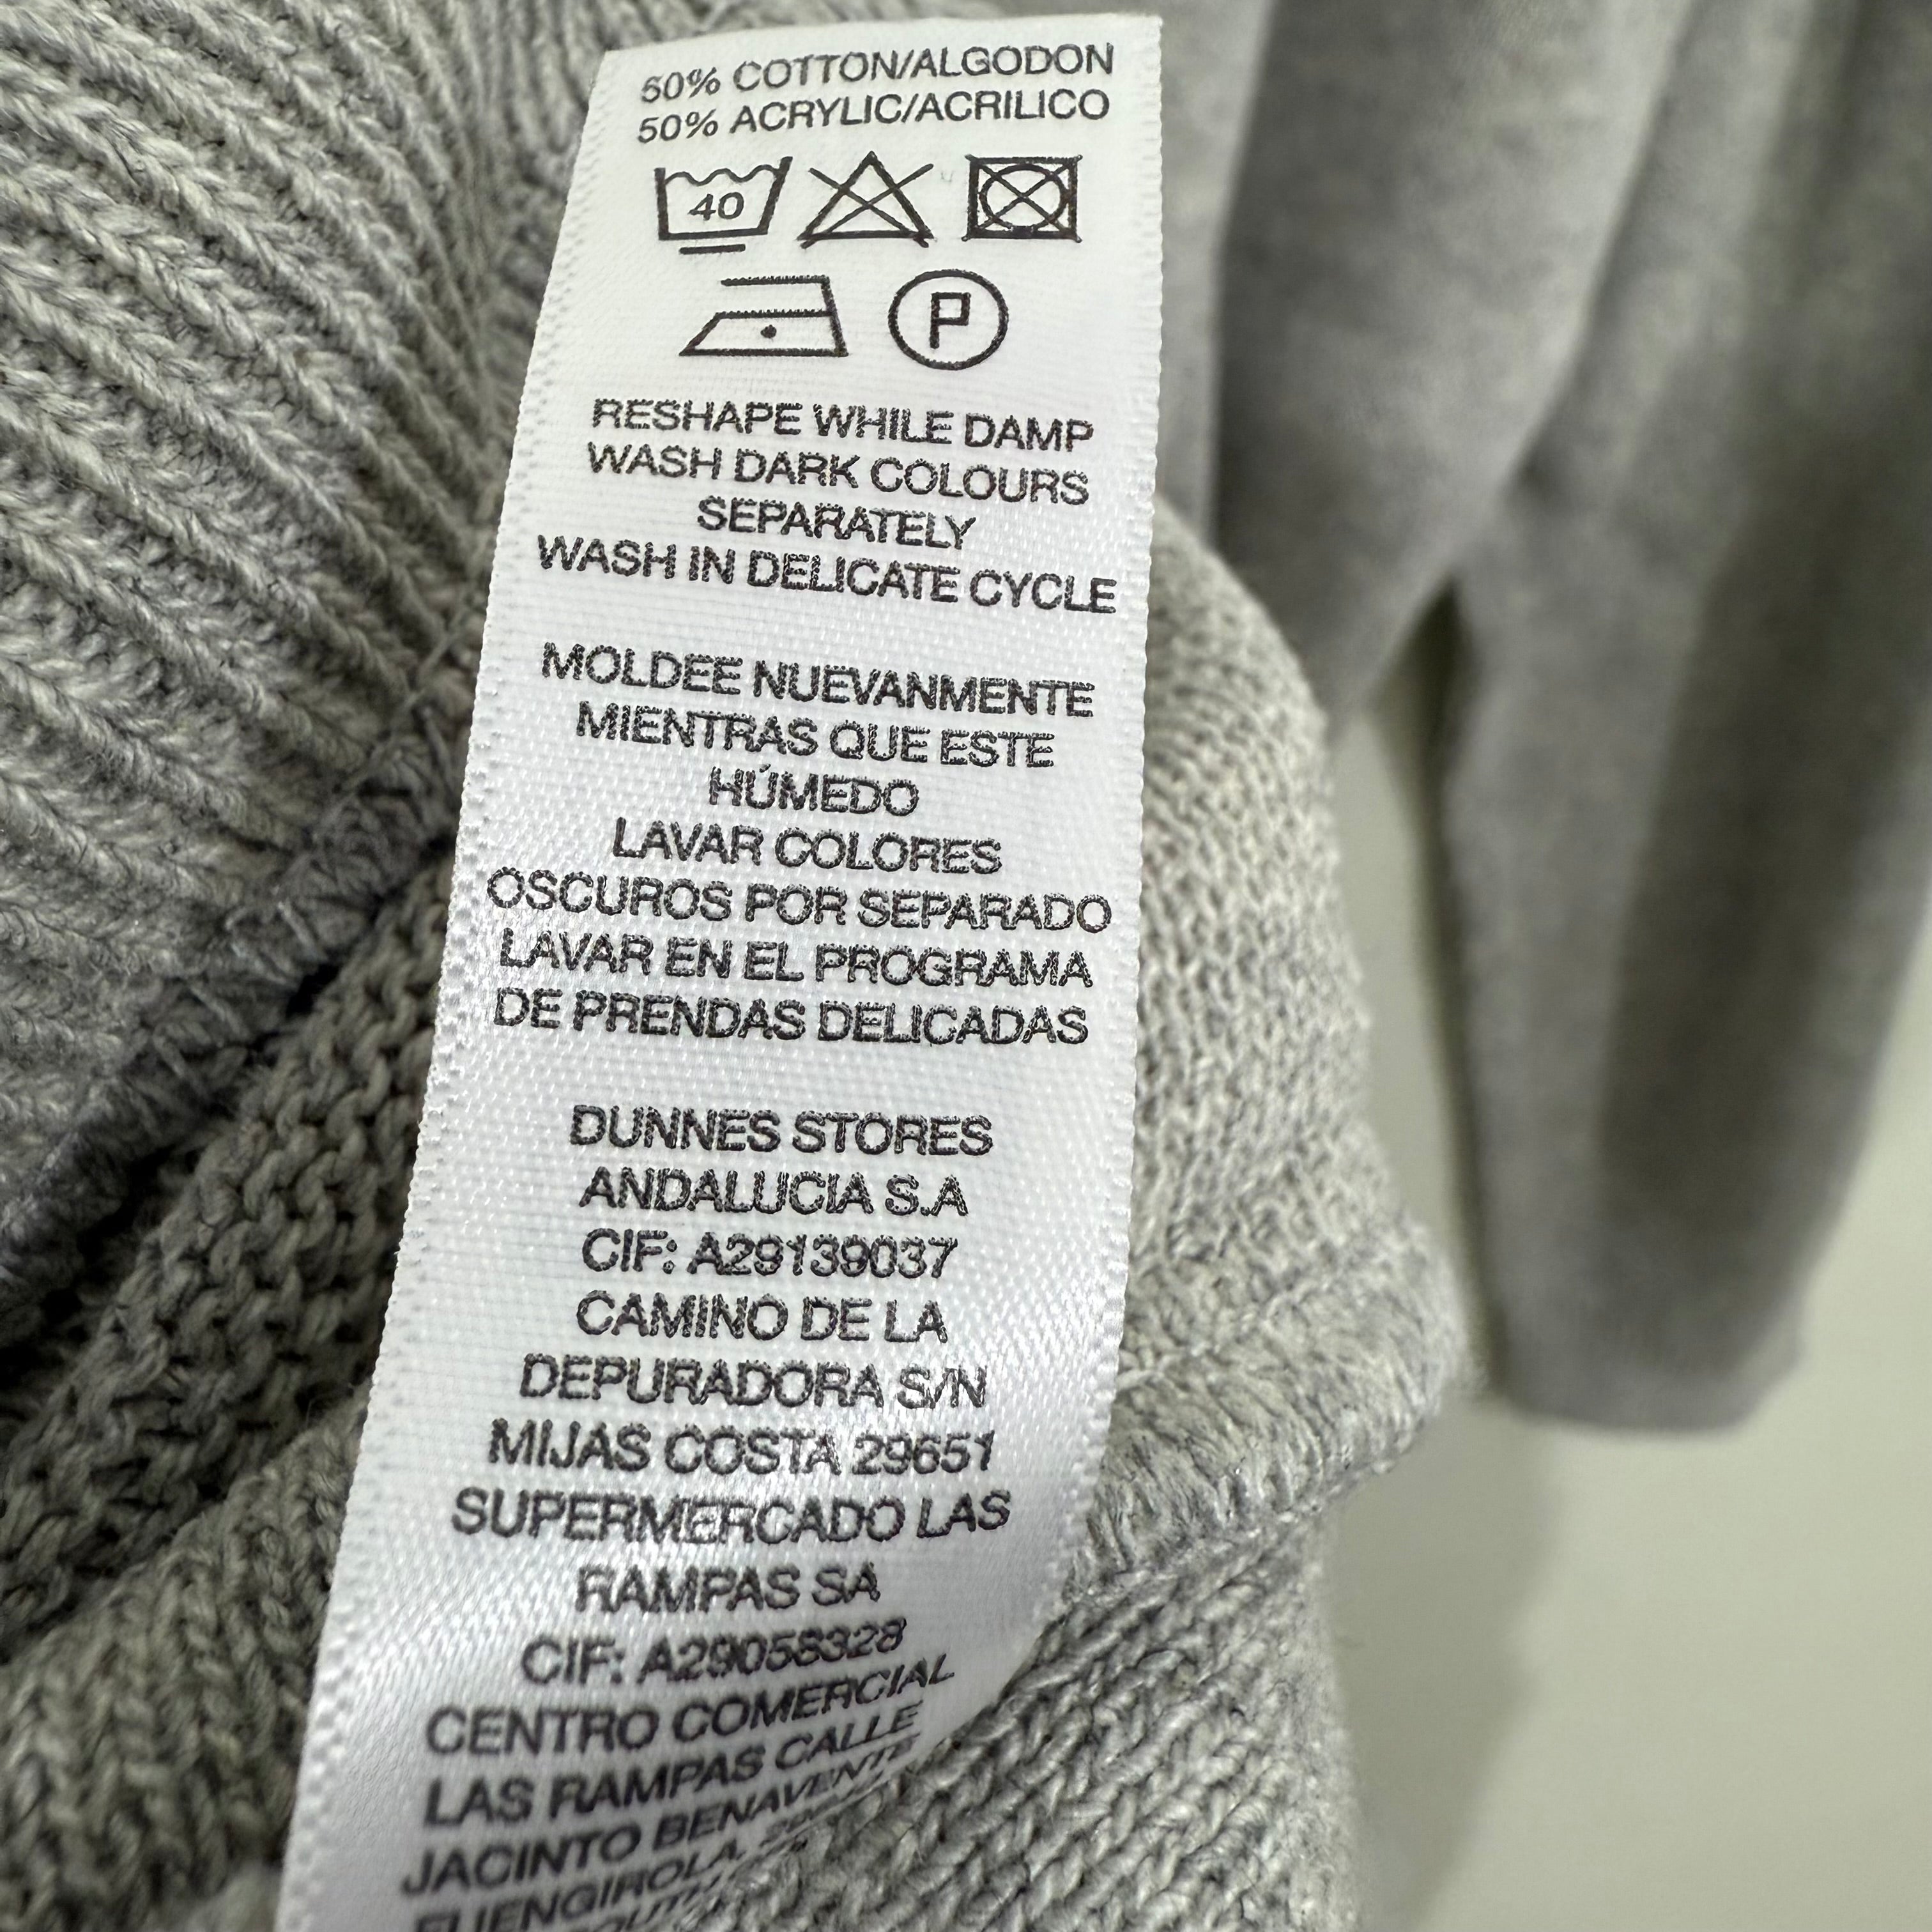 50% COTTON/ALGODON
50% ACRYLIC/ACRILICO
40
P
RESHAPE WHILE DAMP
WASH DARK COLOURS
SEPARATELY
WASH IN DELICATE CYCLE
MOLDEE NUEVANMENTE
MIENTRAS QUE ESTE
HÚMEDO
LAVAR COLORES
OSCUROS POR SEPARADO
LAVAR EN EL PROGRAMA
DE PRENDAS DELICADAS
DUNNES STORES
ANDALUCIA S.A
CIF: A29139037
CAMINO DE LA
DEPURADORA S/N
MIJAS COSTA 29651
SUPERMERCADO LAS
RAMPAS SA
CIF: A29058328
CENTRO COMERCIAL
LAS RAMPAS CALLE
JACINTO BENAVENTE
FUENGIROLA,